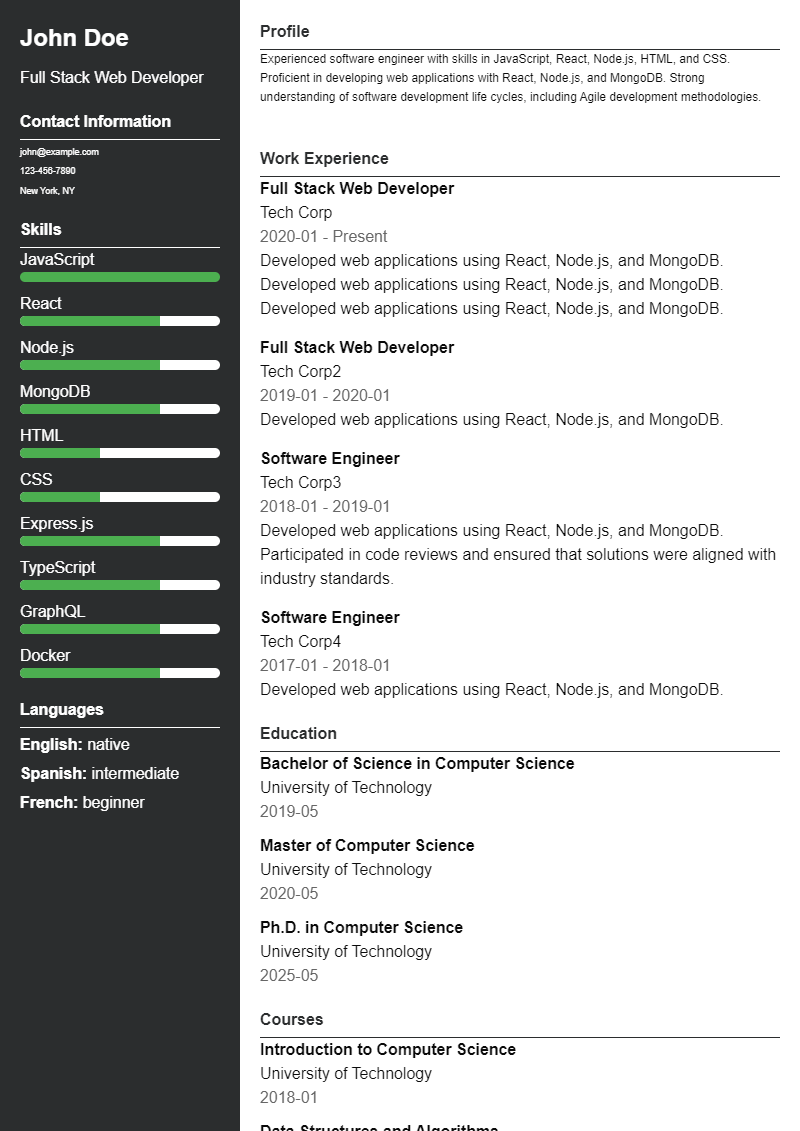 John Doe
Full Stack Web Developer
Contact Information
john@example.com
123-456-7890
New York, NY
Skills
JavaScript
React
Node.js
MongoDB
HTML
CSS
Express.js
TypeScript
GraphQL
Docker
Languages
English: native
Spanish: intermediate
French: beginner
Profile
Experienced software engineer with skills in JavaScript, React, Node.js, HTML, and CSS.
Proficient in developing web applications with React, Node.js, and MongoDB. Strong
understanding of software development life cycles, including Agile development methodologies.
Work Experience
Full Stack Web Developer
Tech Corp
2020-01 - Present
Developed web applications using React, Node.js, and MongoDB.
Developed web applications using React, Node.js, and MongoDB.
Developed web applications using React, Node.js, and MongoDB.
Full Stack Web Developer
Tech Corp2
2019-01 - 2020-01
Developed web applications using React, Node.js, and MongoDB.
Software Engineer
Tech Corp3
2018-01 - 2019-01
Developed web applications using React, Node.js, and MongoDB.
Participated in code reviews and ensured that solutions were aligned with
industry standards.
Software Engineer
Tech Corp4
2017-01 - 2018-01
Developed web applications using React, Node.js, and MongoDB.
Education
Bachelor of Science in Computer Science
University of Technology
2019-05
Master of Computer Science
University of Technology
2020-05
Ph.D. in Computer Science
University of Technology
2025-05
Courses
Introduction to Computer Science
University of Technology
2018-01
Data Structures and Algorithms